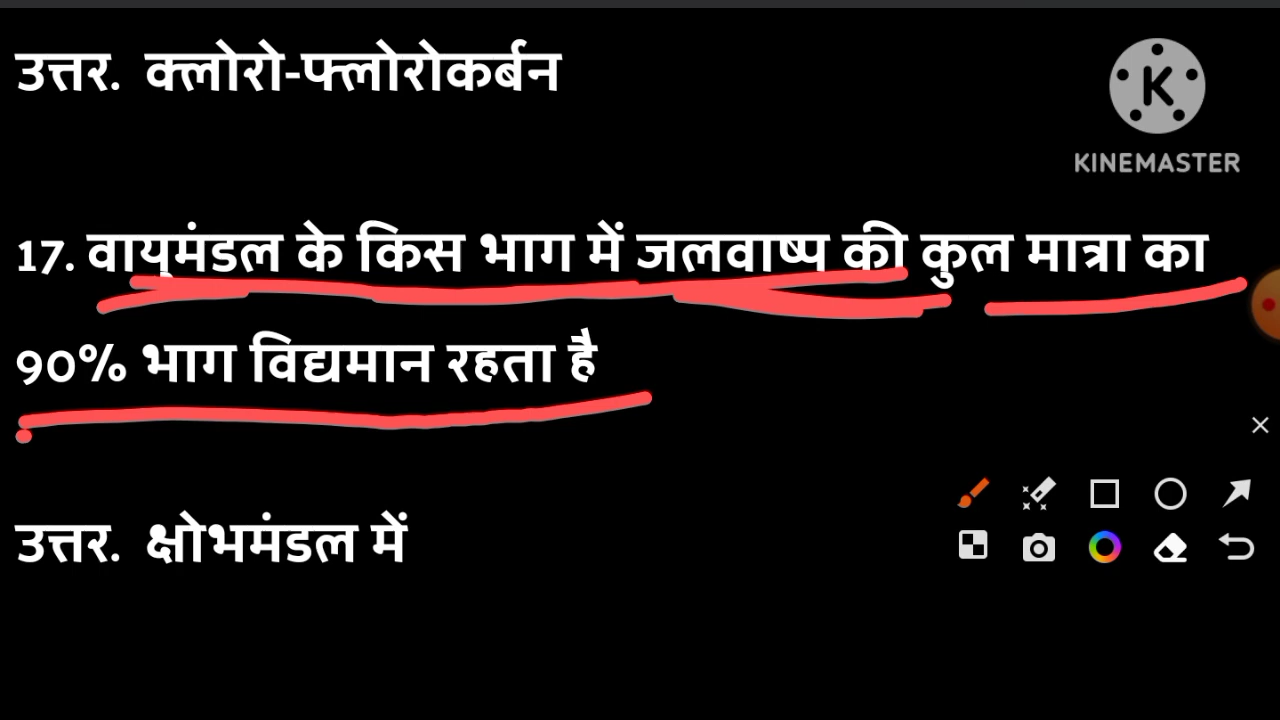 उत्तर. क्लोरो-फ्लोरोकर्बन
KINEMASTER
17. वायुमंडल के किस भाग में जलवाष्प की कुल मात्रा का
90% भाग विद्यमान रहता है
उत्तर. क्षोभमंडल में